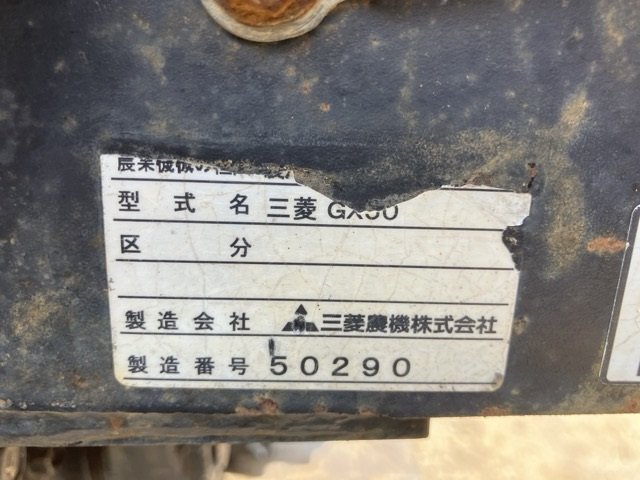 型式名 三菱 GX50
区分
製造会社 三菱農機株式会社
製造番号 50290